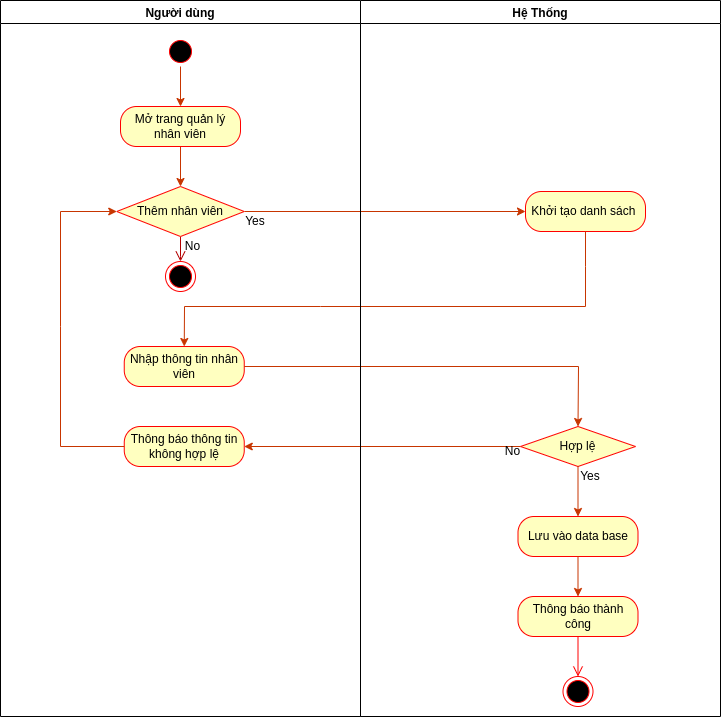 Người dùng
Hệ Thống
Mở trang quản lý
nhân viên
Thêm nhân viên
Yes
Khởi tạo danh sách
No
Nhập thông tin nhân
viên
Thông báo thông tin
không hợp lệ
No
Hợp lệ
Yes
Lưu vào data base
Thông báo thành
công